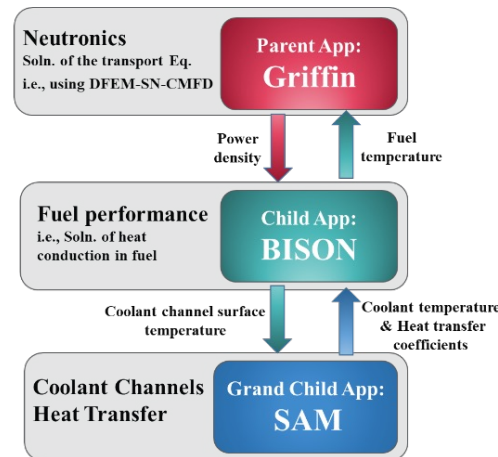 Neutronics
Soln. of the transport Eq.
i.e., using DFEM-SN-CMFD
Parent App:
Griffin
Power
density
Fuel
temperature
Fuel performance
i.e., Soln. of heat
conduction in fuel
Child App:
BISON
Coolant channel surface
temperature
Coolant temperature
& Heat transfer
coefficients
Coolant Channels
Heat Transfer
Grand Child App:
SAM